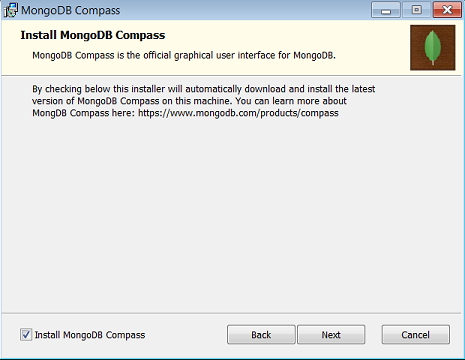 MongoDB Compass
Install MongoDB Compass
MongoDB Compass is the official graphical user interface for MongoDB.
By checking below this installer will automatically download and install the latest
version of MongoDB Compass on this machine. You can learn more about
MongDB Compass here: https://www.mongodb.com/products/compass
Install MongoDB Compass
Back
Next
Cancel